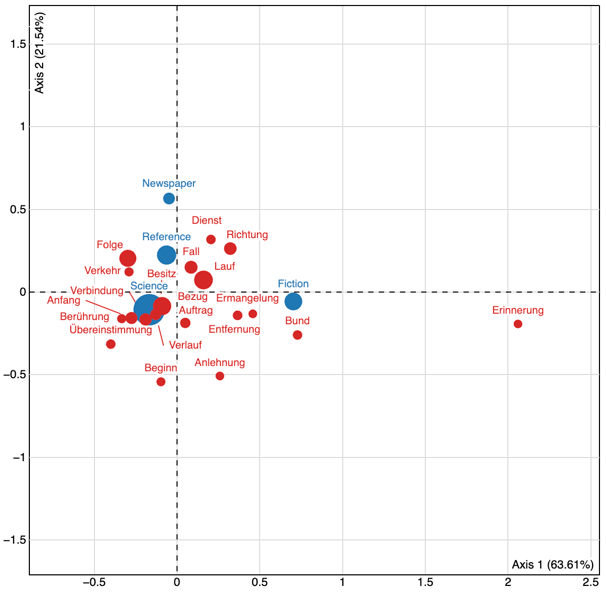 Axis 2 (21.54%)
1.5
1
0.5
0
−0.5
−1
−1.5
Newspaper
Dienst
Reference
Richtung
Folge
Fall
Verkehr
Besitz
Lauf
Science
Fiction
Verbindung
Bezug
Ermangelung
Anfang
Auftrag
Erinnerung
Berührung
Bund
Übereinstimmung
Entfernung
Verlauf
Anlehnung
Beginn
Axis 1 (63.61%)
−0.5
0
0.5
1
1.5
2
2.5